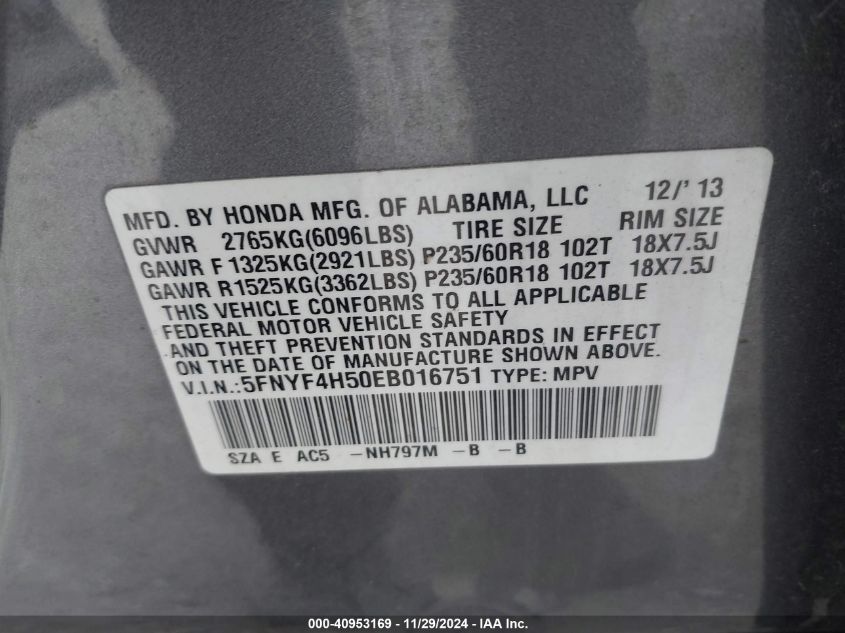 MFD. BY HONDA MFG. OF ALABAMA, LLC 12/'13
GVWR 2765KG(6096LBS) TIRE SIZE RIM SIZE
GAWR F 1325KG(2921LBS) P235/60R18 102T 18X7.5J
GAWR R1525KG(3362LBS) P235/60R18 102T 18X7.5J
THIS VEHICLE CONFORMS TO ALL APPLICABLE
FEDERAL MOTOR VEHICLE SAFETY
AND THEFT PREVENTION STANDARDS IN EFFECT
ON THE DATE OF MANUFACTURE SHOWN ABOVE.
V.I.N.:5FNYF4H50EB016751 TYPE: MPV
SZA E AC5 -NH797M -B -B
000-40953169 - 11/29/2024 - IAA Inc.